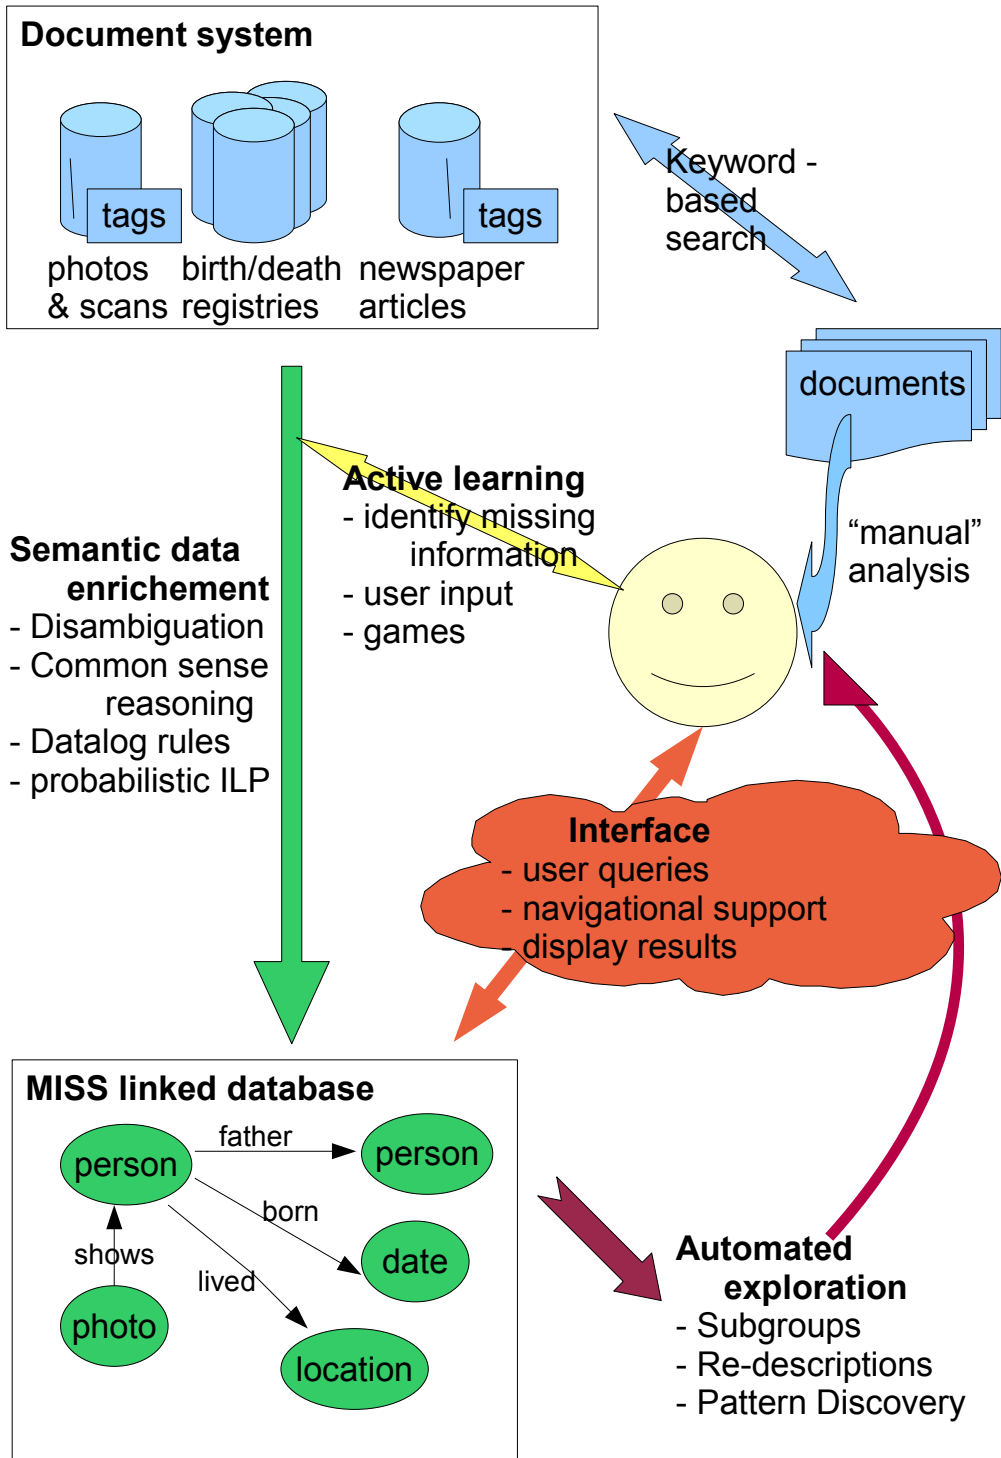 Document system
tags
tags
photos
& scans
birth/death
registries
newspaper
articles
Keyword -
based
search
documents
"manual"
analysis
Active learning
- identify missing
information
- user input
- games
Semantic data
enrichement
- Disambiguation
- Common sense
reasoning
- Datalog rules
- probabilistic ILP
Interface
- user queries
- navigational support
- display results
MISS linked database
person
father
person
born
date
shows
lived
photo
location
Automated
exploration
- Subgroups
- Re-descriptions
- Pattern Discovery